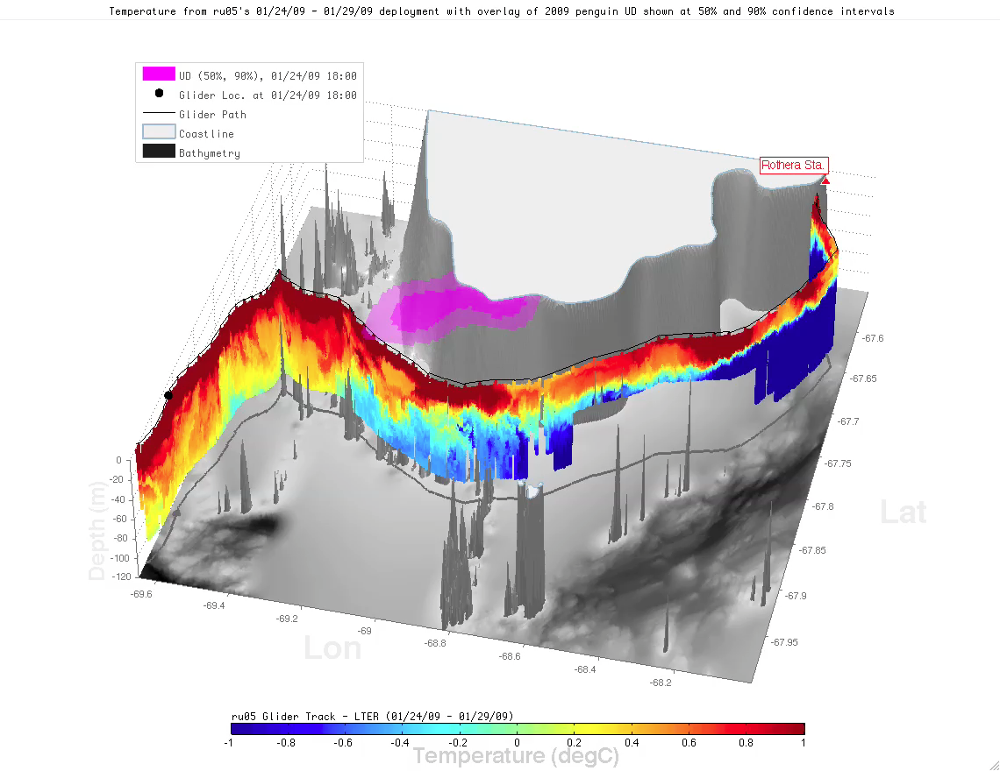 Temperature from ru05's 01/24/09 - 01/29/09 deployment with overlay of 2009 penguin UD shown at 50% and 90% confidence intervals
UD (50%, 90%), 01/24/09 18:00
Glider Loc. at 01/24/09 18:00
Glider Path
Coastline
Bathymetry
Rothera Sta.
-67.6
-67.65
-67.7
-67.75
-67.8
-67.85
-67.9
-67.95
Lat
0
-20
-40
-60
-80
-100
-120
Depth (m)
-69.6
-69.4
-69.2
-69
-68.8
-68.6
-68.4
-68.2
Lon
ru05 Glider Track - LTER (01/24/09 - 01/29/09)
-1 -0.8 -0.6 -0.4 -0.2 0 0.2 0.4 0.6 0.8 1
Temperature (degC)